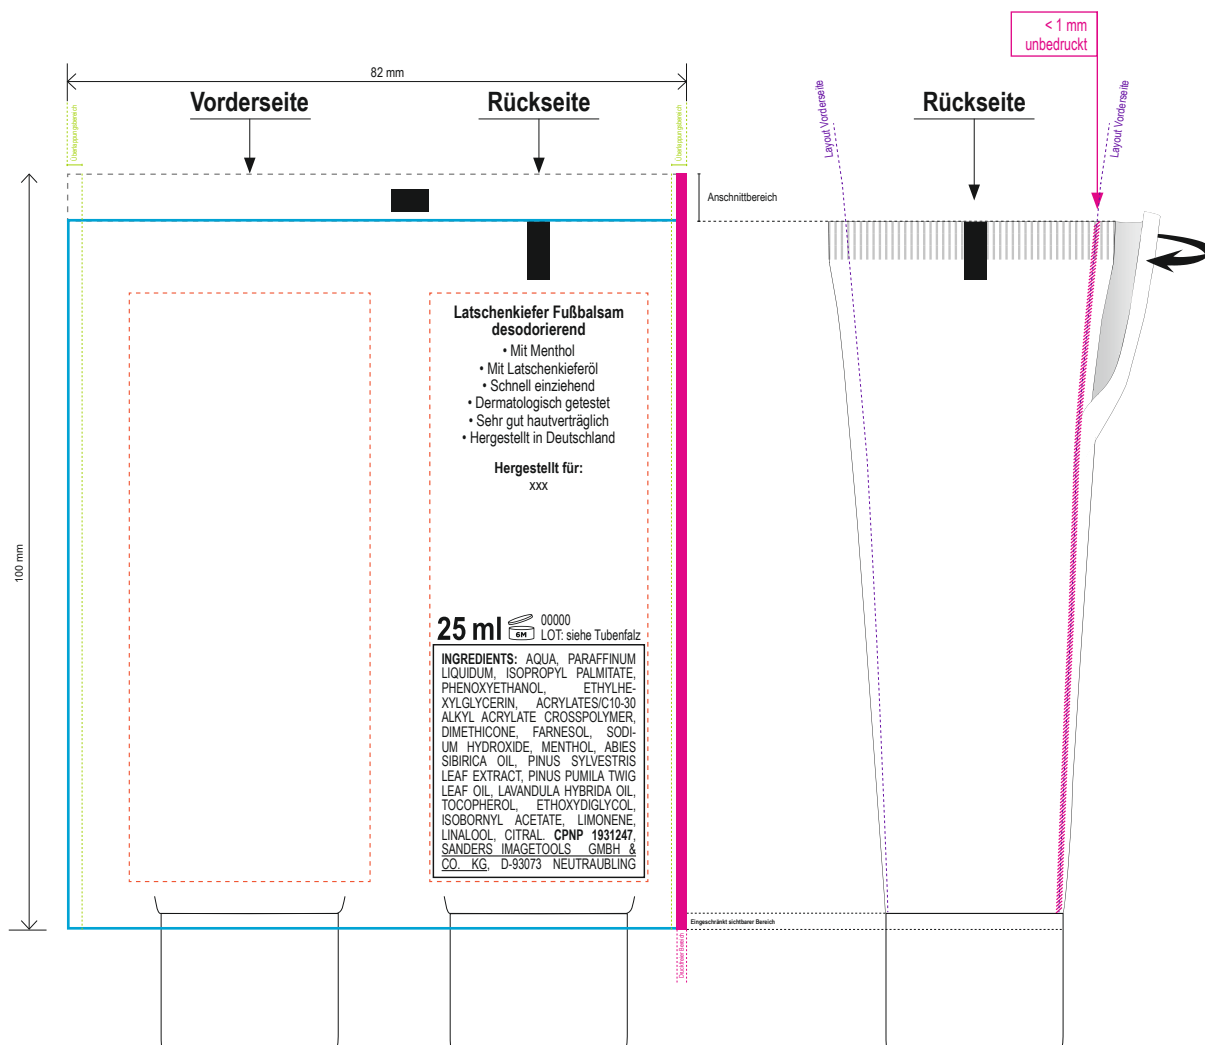 < 1 mm
unbedruckt
82 mm
Vorderseite
Rückseite
Rückseite
Überlappungsbereich
Überlappungsbereich
Layout Vorderseite
Layout Vorderseite
Anschnittbereich
100 mm
Latschenkiefer Fußbalsam
desodorierend
• Mit Menthol
• Mit Latschenkieferöl
• Schnell einziehend
• Dermatologisch getestet
• Sehr gut hautverträglich
• Hergestellt in Deutschland
Hergestellt für:
xxx
25 ml
6M
00000
LOT: siehe Tubenfalz
INGREDIENTS: AQUA, PARAFFINUM
LIQUIDUM, ISOPROPYL PALMITATE,
PHENOXYETHANOL, ETHYLHE-
XYLGLYCERIN, ACRYLATES/C10-30
ALKYL ACRYLATE CROSSPOLYMER,
DIMETHICONE, FARNESOL, SODI-
UM HYDROXIDE, MENTHOL, ABIES
SIBIRICA OIL, PINUS SYLVESTRIS
LEAF EXTRACT, PINUS PUMILA TWIG
LEAF OIL, LAVANDULA HYBRIDA OIL,
TOCOPHEROL, ETHOXYDIGLYCOL,
ISOBORNYL ACETATE, LIMONENE,
LINALOOL, CITRAL. CPNP 1931247,
SANDERS IMAGETOOLS GMBH &
CO. KG, D-93073 NEUTRAUBLING
Eingeschränkt sichtbarer Bereich
Druckfreier Bereich